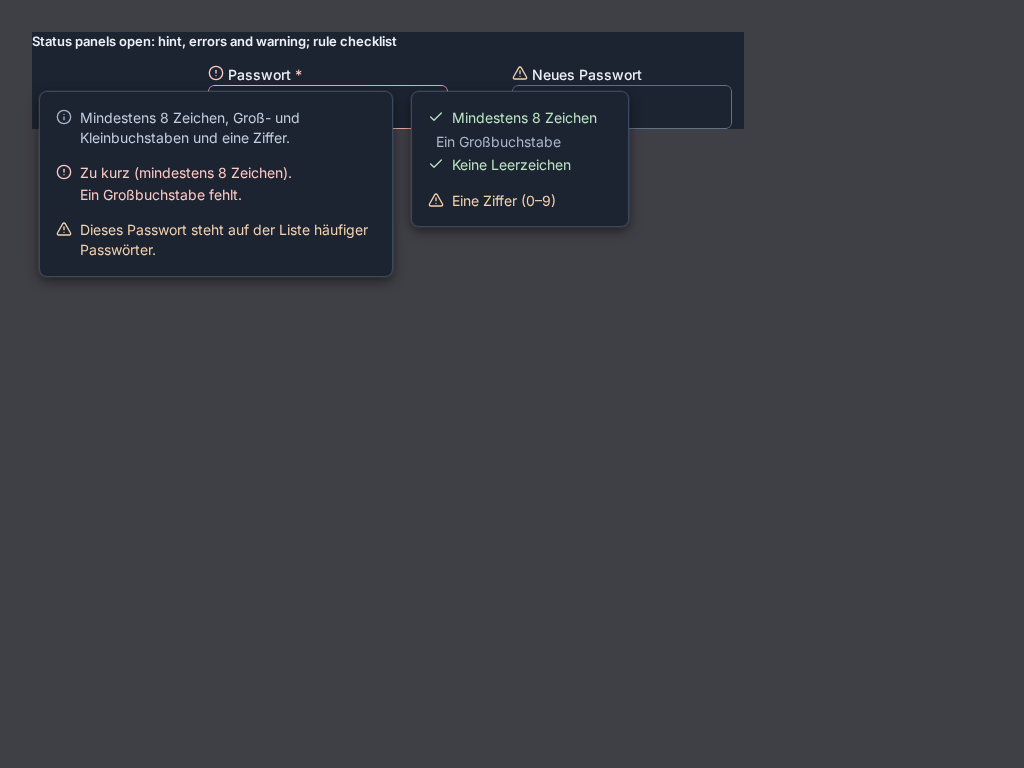 Status panels open: hint, errors and warning; rule checklist
Passwort *
Neues Passwort
Mindestens 8 Zeichen, Groß- und
Kleinbuchstaben und eine Ziffer.
Zu kurz (mindestens 8 Zeichen).
Ein Großbuchstabe fehlt.
Dieses Passwort steht auf der Liste häufiger
Passwörter.
Mindestens 8 Zeichen
Ein Großbuchstabe
Keine Leerzeichen
Eine Ziffer (0–9)